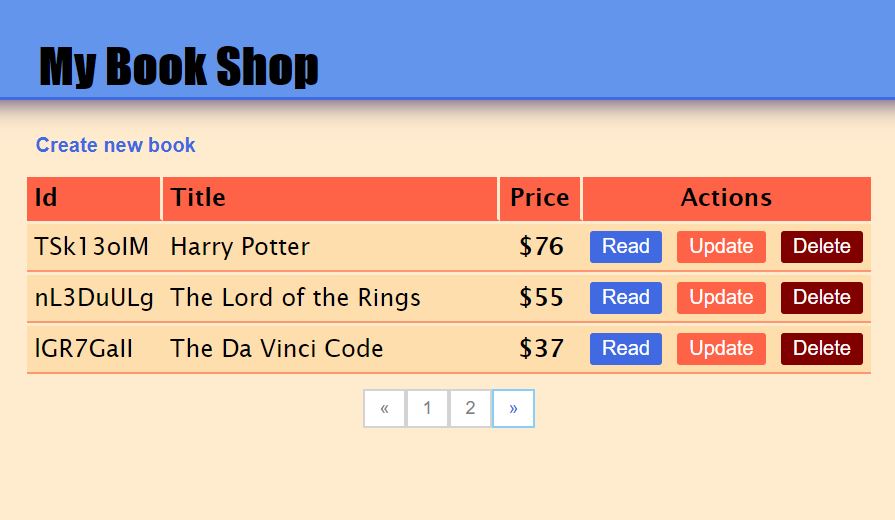 My Book Shop
Create new book
Id Title Price Actions
TSk13oIM Harry Potter $76 Read Update Delete
nL3DuULg The Lord of the Rings $55 Read Update Delete
lGR7GaII The Da Vinci Code $37 Read Update Delete
« 1 2 »